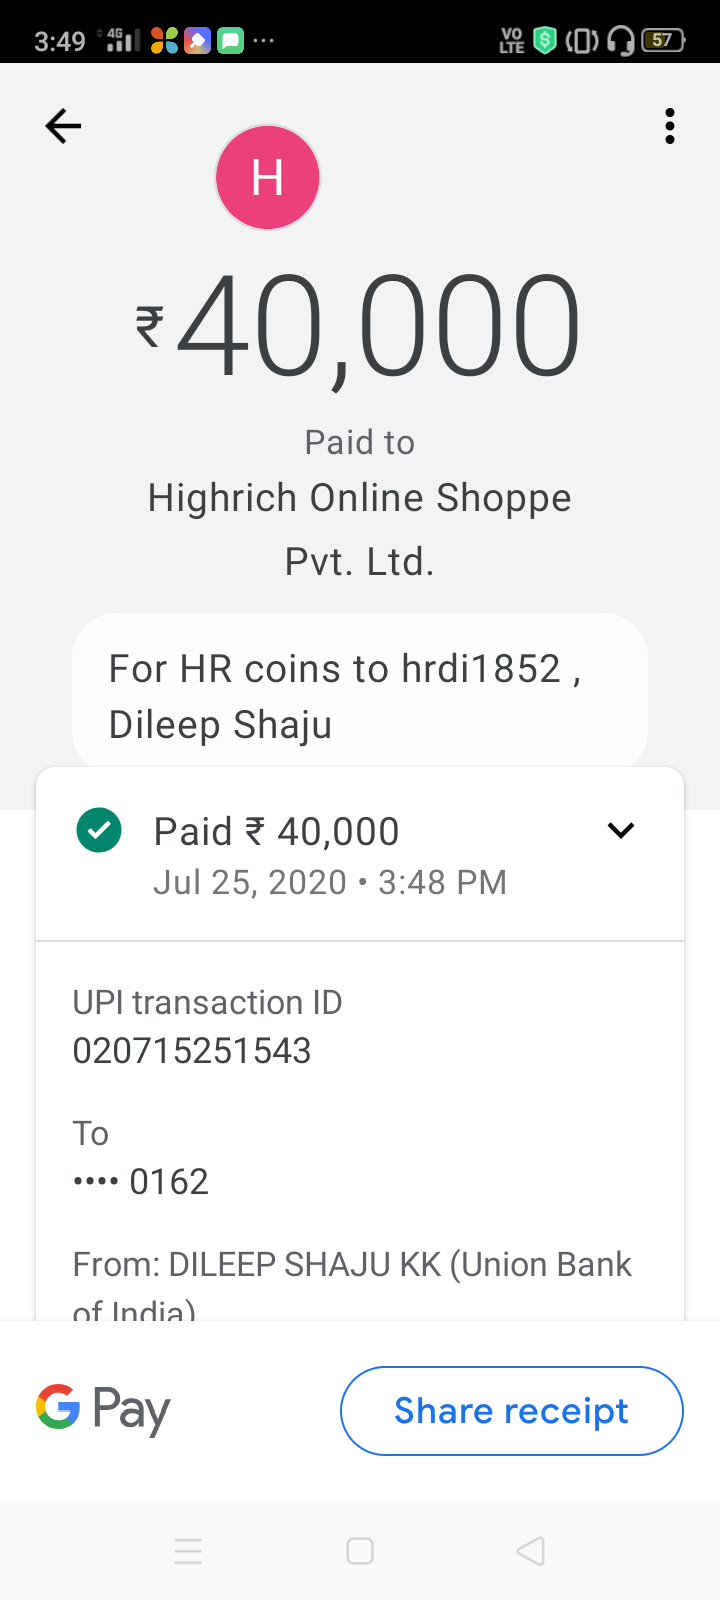 3:49 4G VO LTE 57
H
₹40,000
Paid to
Highrich Online Shoppe
Pvt. Ltd.
For HR coins to hrdi1852 ,
Dileep Shaju
Paid ₹ 40,000
Jul 25, 2020 • 3:48 PM
UPI transaction ID
020715251543
To
•••• 0162
From: DILEEP SHAJU KK (Union Bank
of India)
G Pay
Share receipt